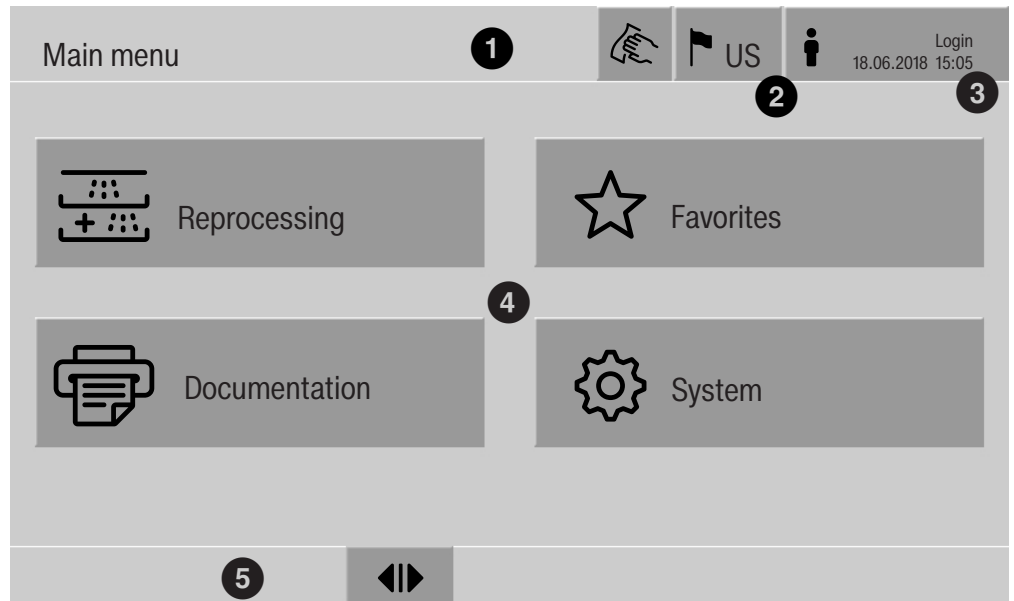 Main menu
1
US
Login
18.06.2018 15:05
2
3
Reprocessing
Favorites
4
Documentation
System
5